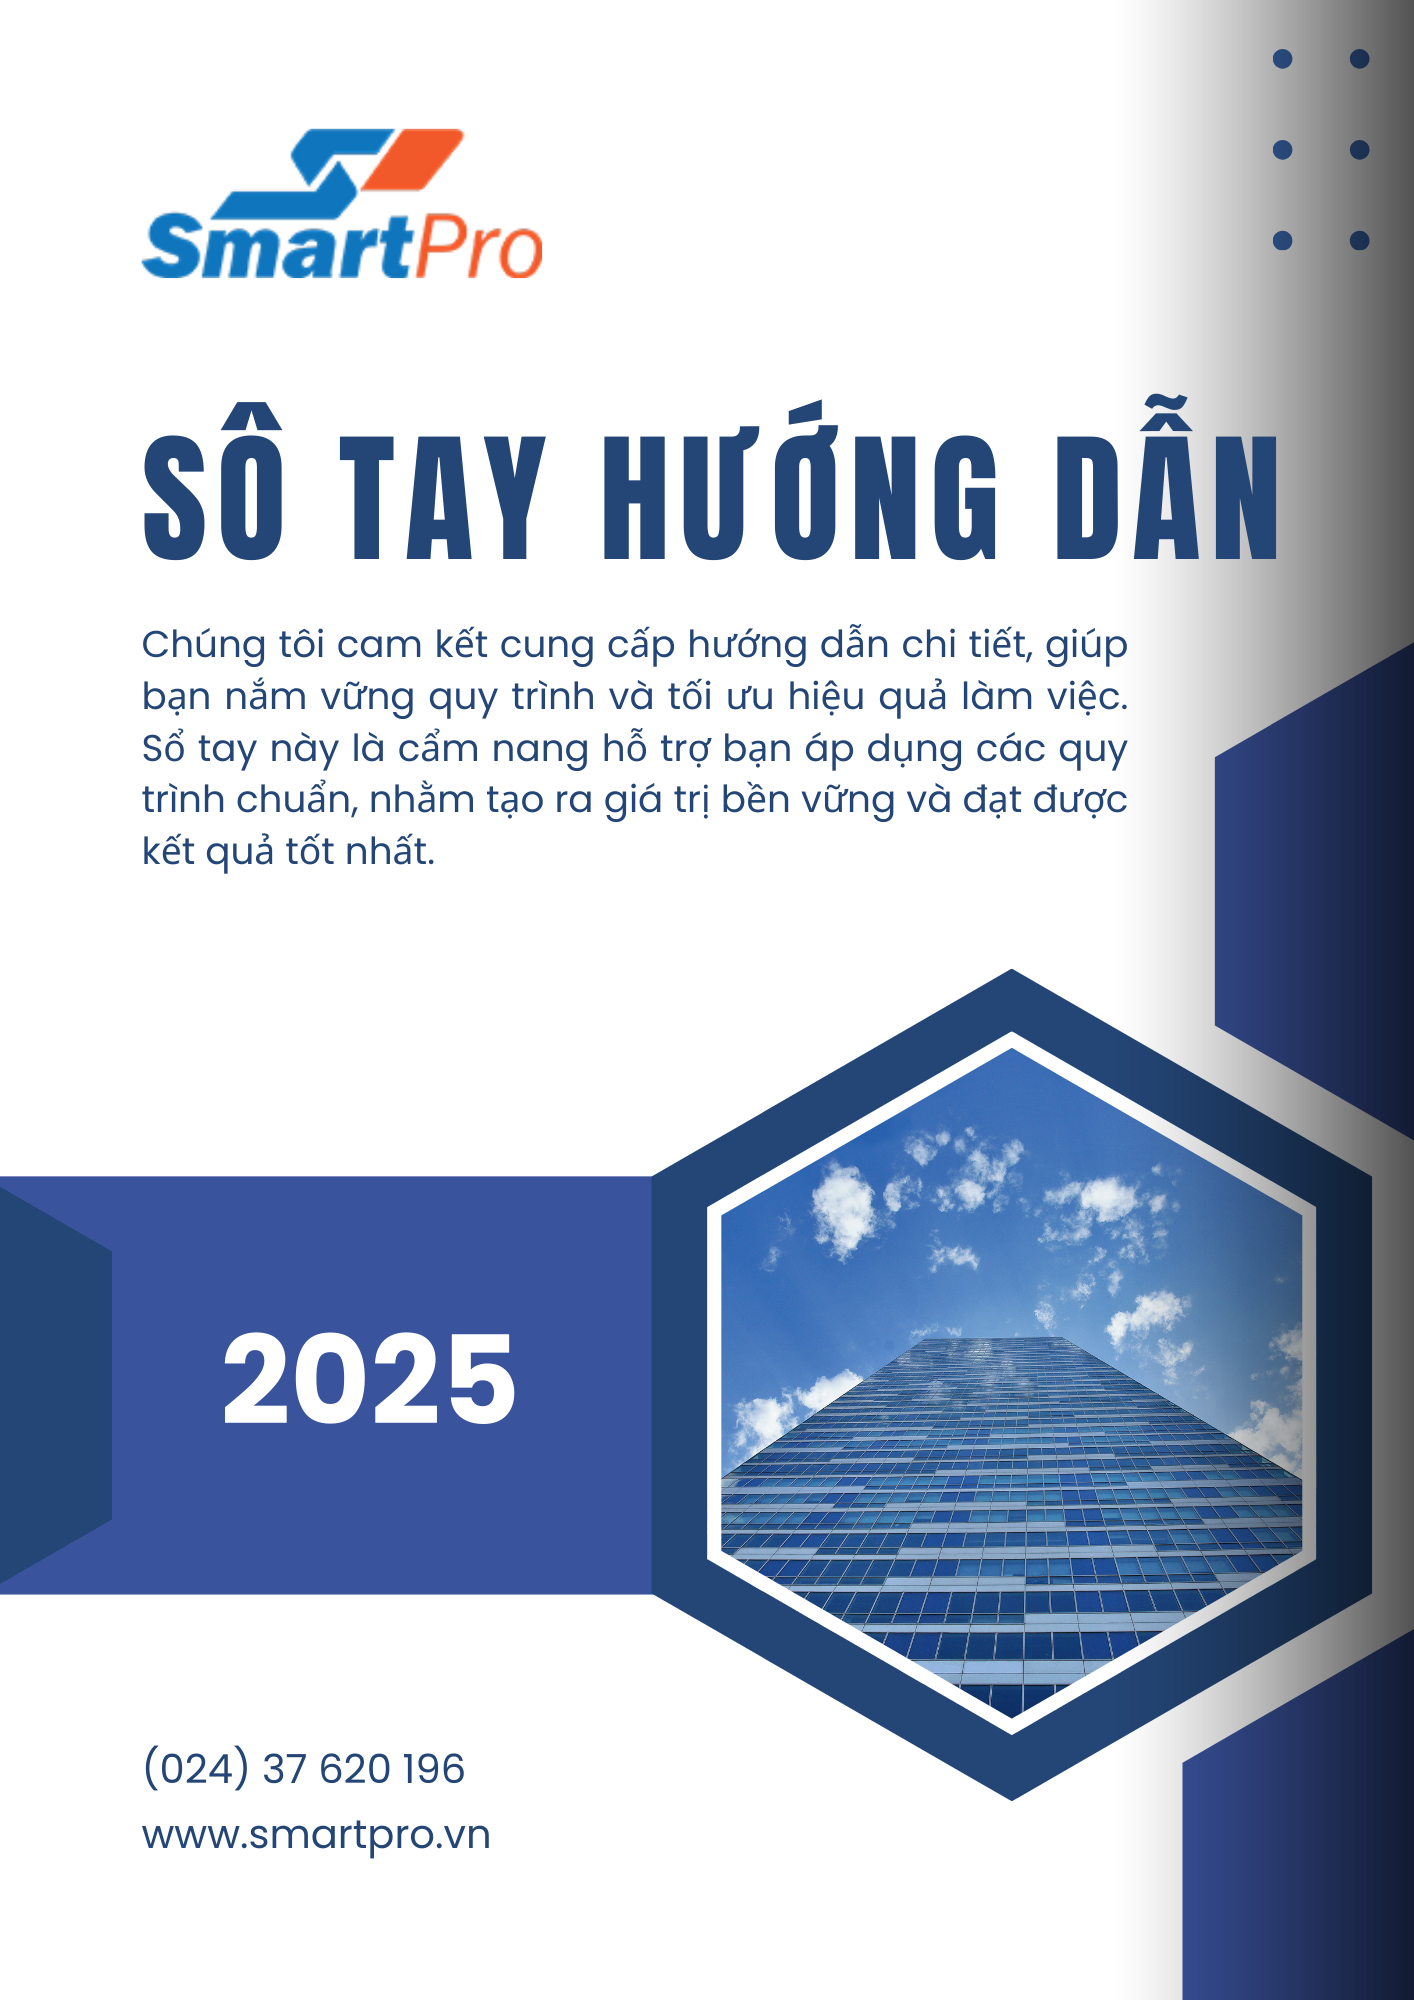 SmartPro
SÔ TAY HƯỚNG DẪN
Chúng tôi cam kết cung cấp hướng dẫn chi tiết, giúp
bạn nắm vững quy trình và tối ưu hiệu quả làm việc.
Sổ tay này là cẩm nang hỗ trợ bạn áp dụng các quy
trình chuẩn, nhằm tạo ra giá trị bền vững và đạt được
kết quả tốt nhất.
2025
(024) 37 620 196
www.smartpro.vn